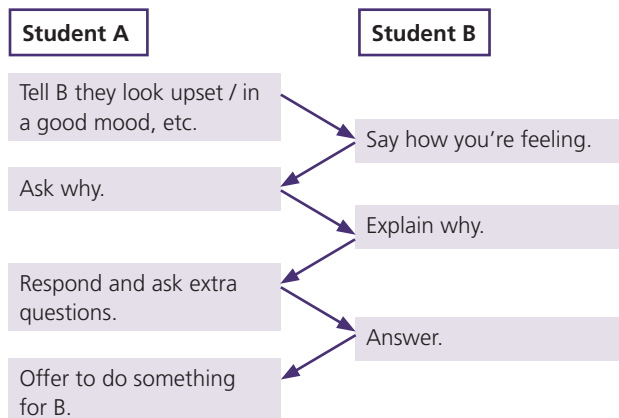 Student A
Student B
Tell B they look upset / in
a good mood, etc.
Say how you're feeling.
Ask why.
Explain why.
Respond and ask extra
questions.
Answer.
Offer to do something
for B.